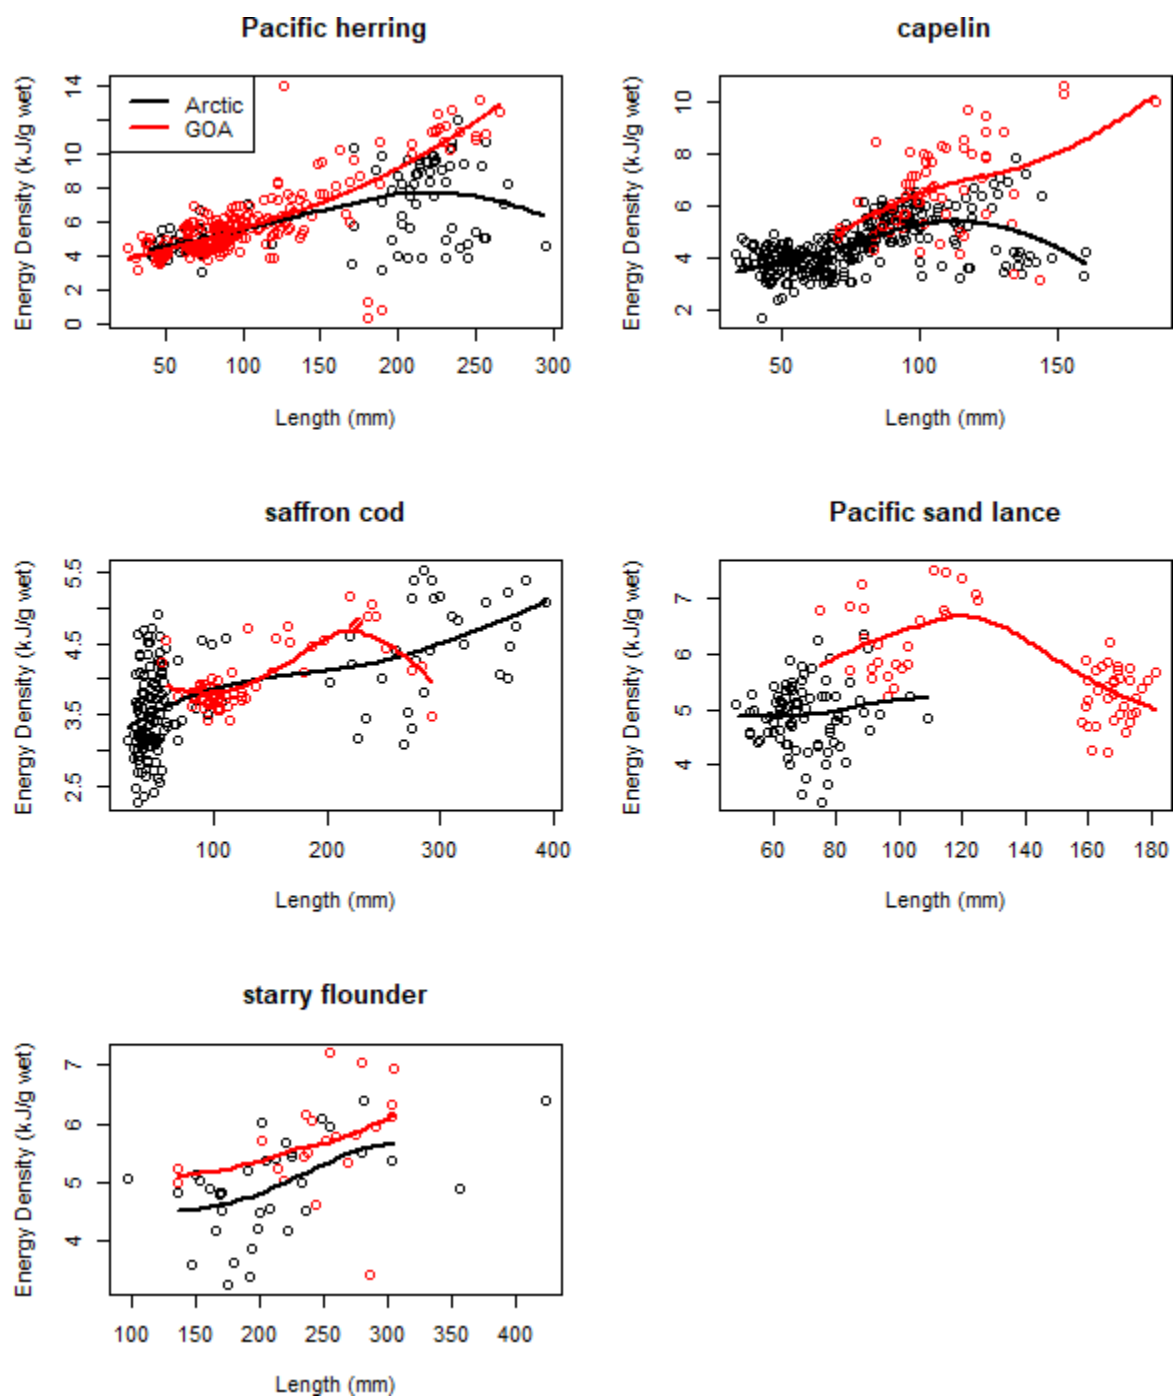 Pacific herring
Energy Density (kJ/g wet)
14
10
8
6
4
2
0
Arctic
GOA
50 100 150 200 250 300
Length (mm)
capelin
Energy Density (kJ/g wet)
10
8
6
4
2
50 100 150
Length (mm)
saffron cod
Energy Density (kJ/g wet)
5.5
4.5
3.5
2.5
100 200 300 400
Length (mm)
Pacific sand lance
Energy Density (kJ/g wet)
7
6
5
4
60 80 100 120 140 160 180
Length (mm)
starry flounder
Energy Density (kJ/g wet)
7
6
5
4
100 150 200 250 300 350 400
Length (mm)